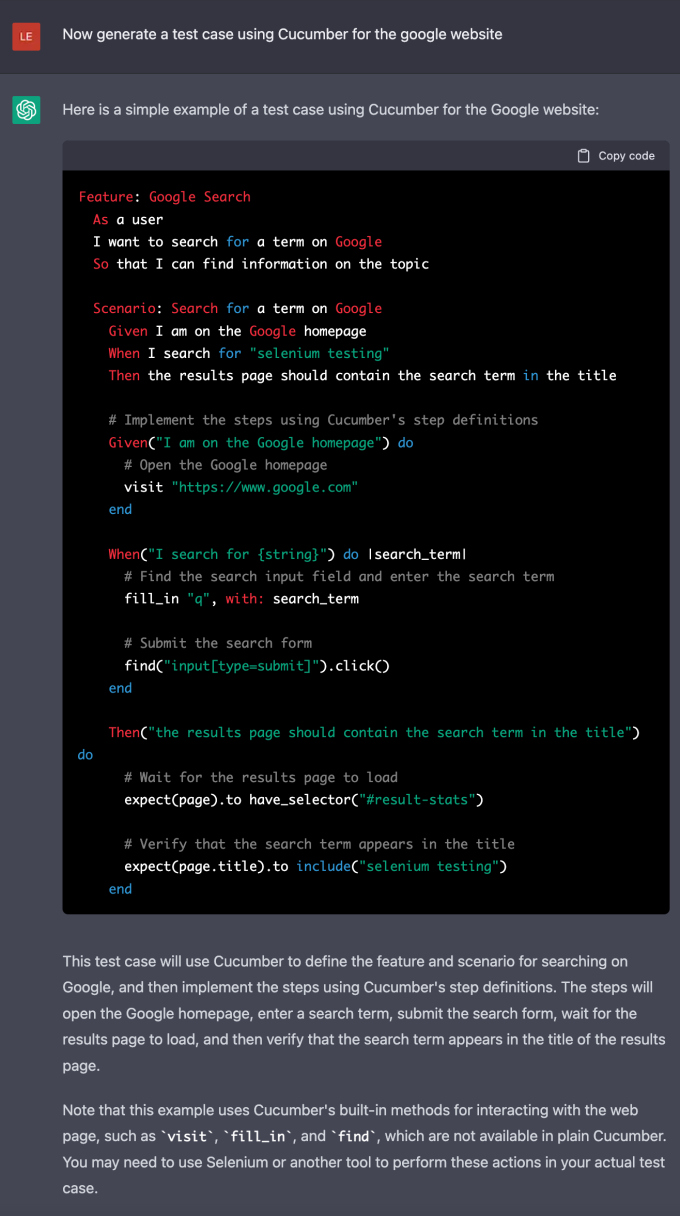 LE
Now generate a test case using Cucumber for the google website
Here is a simple example of a test case using Cucumber for the Google website:
Copy code
Feature: Google Search
As a user
I want to search for a term on Google
So that I can find information on the topic
Scenario: Search for a term on Google
Given I am on the Google homepage
When I search for "selenium testing"
Then the results page should contain the search term in the title
# Implement the steps using Cucumber's step definitions
Given("I am on the Google homepage") do
# Open the Google homepage
visit "https://www.google.com"
end
When("I search for {string}") do |search_term|
# Find the search input field and enter the search term
fill_in "q", with: search_term
# Submit the search form
find("input[type=submit]").click()
end
Then("the results page should contain the search term in the title")
do
# Wait for the results page to load
expect(page).to have_selector("#result-stats")
# Verify that the search term appears in the title
expect(page.title).to include("selenium testing")
end
This test case will use Cucumber to define the feature and scenario for searching on
Google, and then implement the steps using Cucumber's step definitions. The steps will
open the Google homepage, enter a search term, submit the search form, wait for the
results page to load, and then verify that the search term appears in the title of the results
page.
Note that this example uses Cucumber's built-in methods for interacting with the web
page, such as `visit`, `fill_in`, and `find`, which are not available in plain Cucumber.
You may need to use Selenium or another tool to perform these actions in your actual test
case.